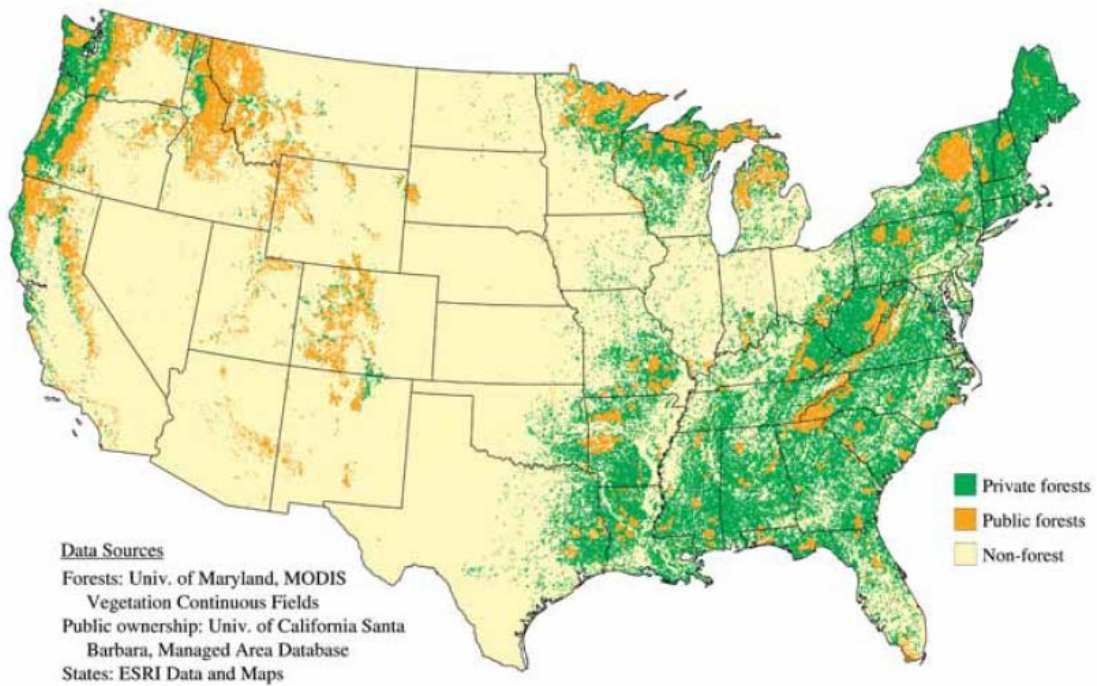 Private forests
Public forests
Non-forest
Data Sources
Forests: Univ. of Maryland, MODIS
Vegetation Continuous Fields
Public ownership: Univ. of California Santa
Barbara, Managed Area Database
States: ESRI Data and Maps